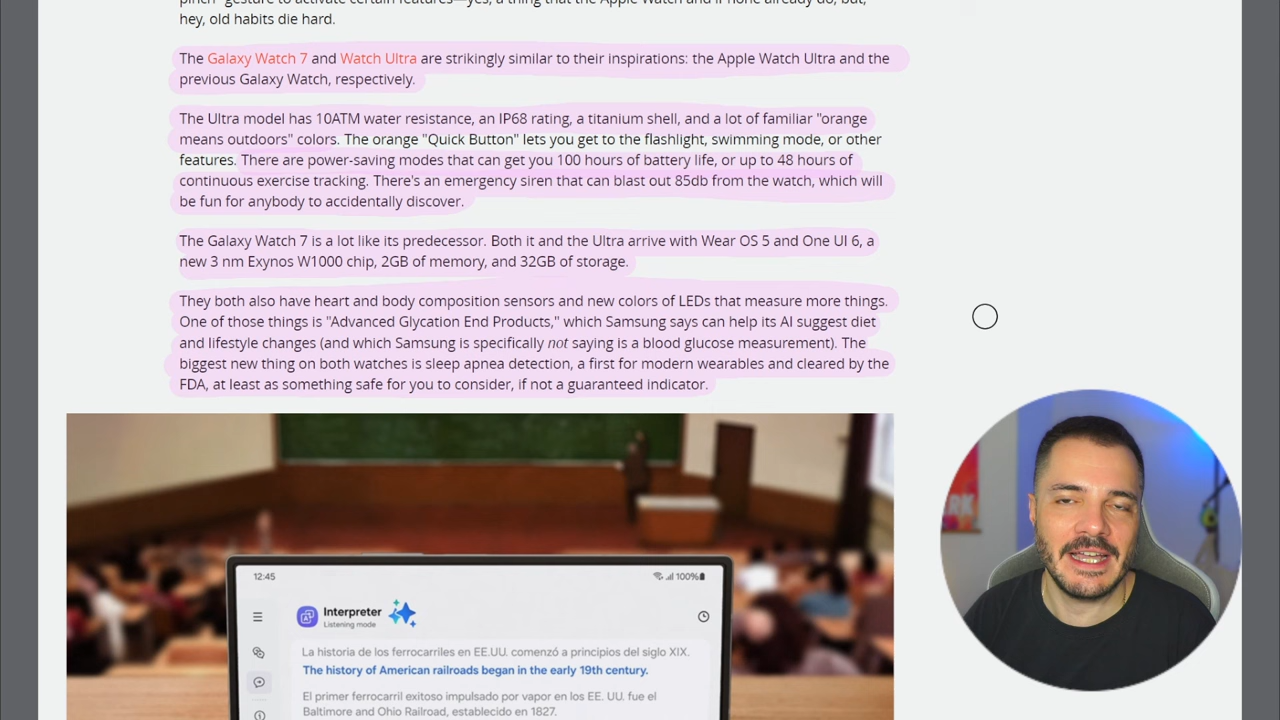 pinch" gesture to activate certain features—yes, a thing that the Apple Watch and iPhone already do, but,
hey, old habits die hard.
The Galaxy Watch 7 and Watch Ultra are strikingly similar to their inspirations: the Apple Watch Ultra and the
previous Galaxy Watch, respectively.
The Ultra model has 10ATM water resistance, an IP68 rating, a titanium shell, and a lot of familiar "orange
means outdoors" colors. The orange "Quick Button" lets you get to the flashlight, swimming mode, or other
features. There are power-saving modes that can get you 100 hours of battery life, or up to 48 hours of
continuous exercise tracking. There's an emergency siren that can blast out 85db from the watch, which will
be fun for anybody to accidentally discover.
The Galaxy Watch 7 is a lot like its predecessor. Both it and the Ultra arrive with Wear OS 5 and One UI 6, a
new 3 nm Exynos W1000 chip, 2GB of memory, and 32GB of storage.
They both also have heart and body composition sensors and new colors of LEDs that measure more things.
One of those things is "Advanced Glycation End Products," which Samsung says can help its AI suggest diet
and lifestyle changes (and which Samsung is specifically not saying is a blood glucose measurement). The
biggest new thing on both watches is sleep apnea detection, a first for modern wearables and cleared by the
FDA, at least as something safe for you to consider, if not a guaranteed indicator.
12:45 100%
Interpreter
Listening mode
La historia de los ferrocarriles en EE.UU. comenzó a principios del siglo XIX.
The history of American railroads began in the early 19th century.
El primer ferrocarril exitoso impulsado por vapor en los EE. UU. fue el
Baltimore and Ohio Railroad, establecido en 1827.